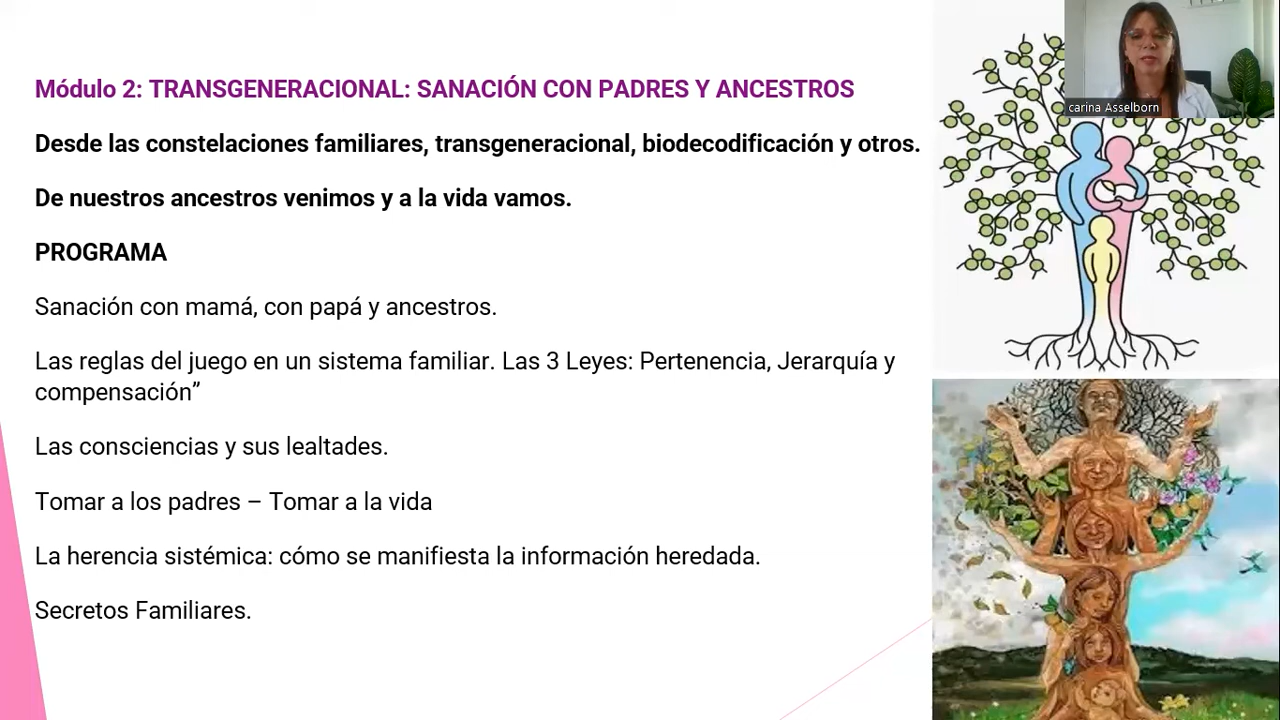 Módulo 2: TRANSGENERACIONAL: SANACIÓN CON PADRES Y ANCESTROS
carina Asselborn
Desde las constelaciones familiares, transgeneracional, biodecodificación y otros.
De nuestros ancestros venimos y a la vida vamos.
PROGRAMA
Sanación con mamá, con papá y ancestros.
Las reglas del juego en un sistema familiar. Las 3 Leyes: Pertenencia, Jerarquía y
compensación”
Las consciencias y sus lealtades.
Tomar a los padres – Tomar a la vida
La herencia sistémica: cómo se manifiesta la información heredada.
Secretos Familiares.